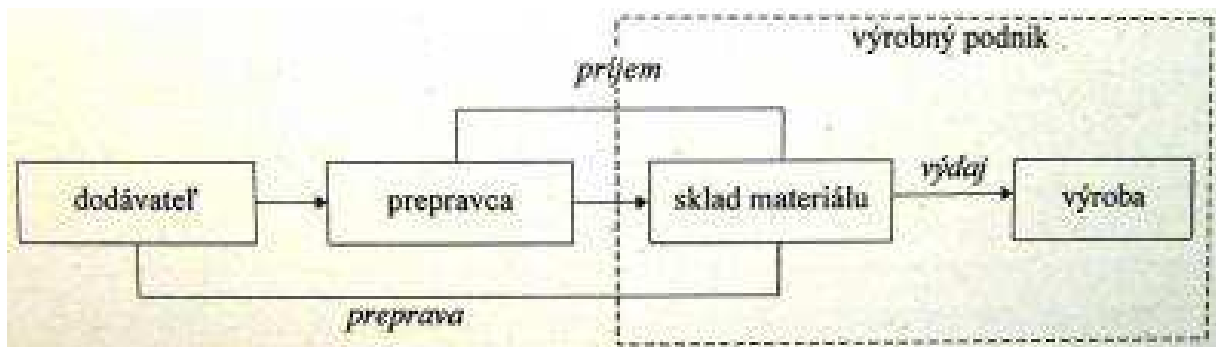 výrobný podnik
príjem
dodávateľ
prepravca
sklad materiálu
výdaj
výroba
preprava